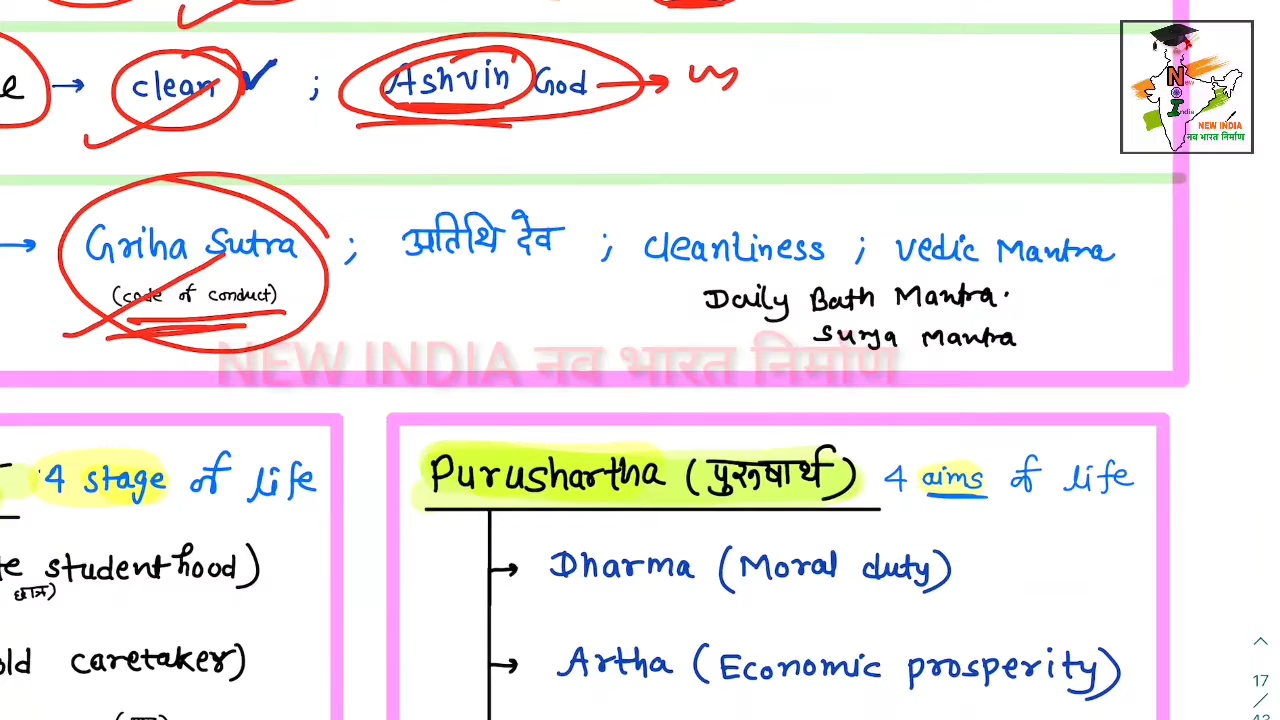 e → clean ✔ ; Ashvin God →
→ Griha Sutra ; अतिथि देव ; cleanliness ; vedic Mantra
(code of conduct)
Daily Bath Mantra.
Surya Mantra
NEW INDIA नव भारत निर्माण
NEW INDIA
नव भारत निर्माण
4 stage of life
studenthood)
छात्र)
old caretaker)
Purushartha (पुरुषार्थ) 4 aims of life
→ Dharma (Moral duty)
→ Artha (Economic prosperity)
17
/
43